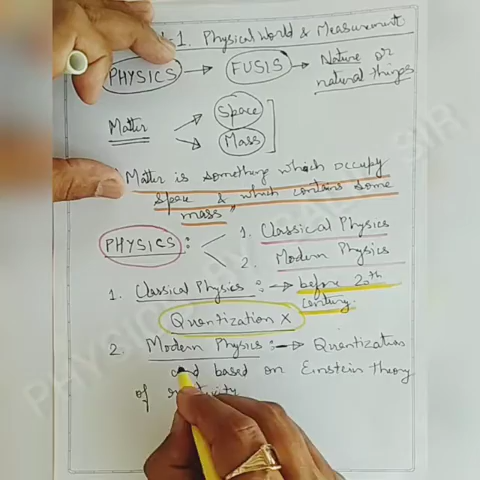 1. Physical World & Measurement
PHYSICS → FUSIS → Nature or
natural things
Matter → Space
→ Mass
Matter is something which occupy
space & which contains some
mass"
PHYSICS : 1. Classical Physics
2. Modern Physics
1. Classical Physics :→ before 20th
century.
Quantization X
2. Modern Physics :→ Quantization
and based on Einstein theory
of relativity